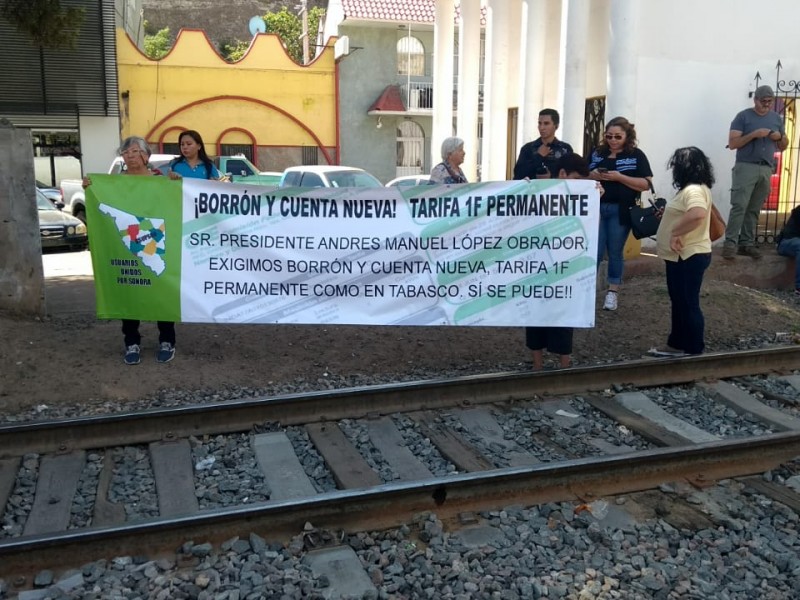 ¡BORRÓN Y CUENTA NUEVA! TARIFA 1F PERMANENTE
SR. PRESIDENTE ANDRES MANUEL LÓPEZ OBRADOR,
EXIGIMOS BORRÓN Y CUENTA NUEVA, TARIFA 1F
PERMANENTE COMO EN TABASCO. SÍ SE PUEDE!!
USUARIOS
UNIDOS
POR SONORA